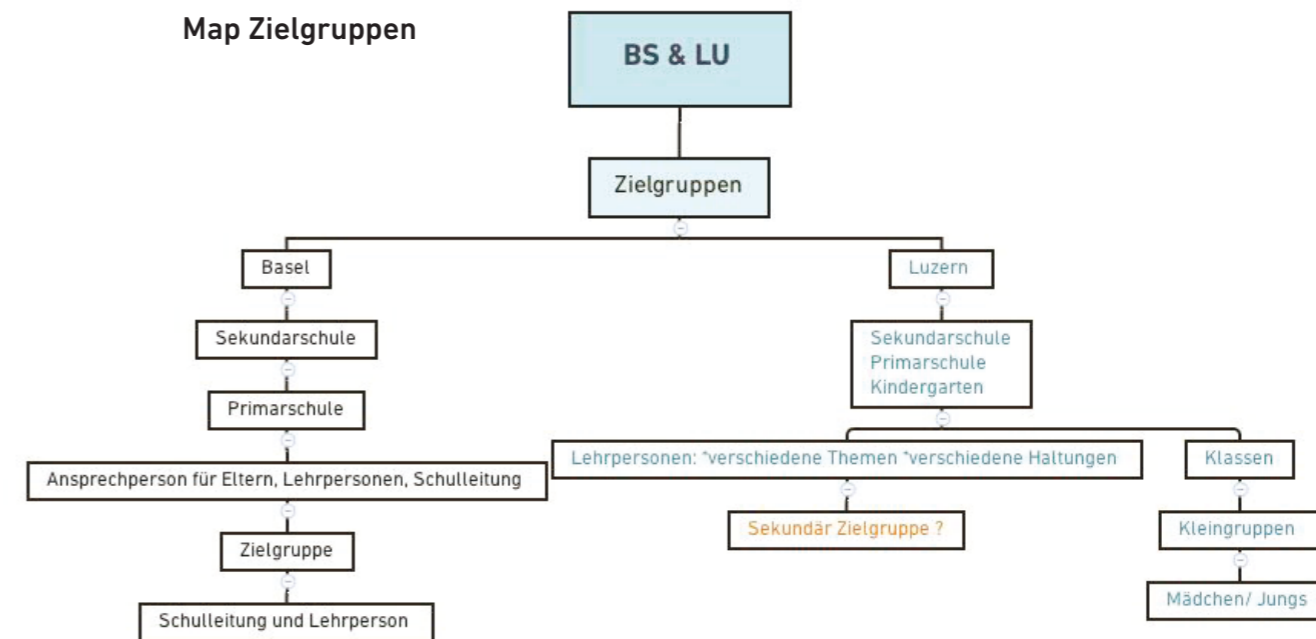 Map Zielgruppen
BS & LU
Zielgruppen
Basel
Sekundarschule
Primarschule
Ansprechperson für Eltern, Lehrpersonen, Schulleitung
Zielgruppe
Schulleitung und Lehrperson
Luzern
Sekundarschule
Primarschule
Kindergarten
Lehrpersonen: *verschiedene Themen *verschiedene Haltungen
Sekundär Zielgruppe ?
Klassen
Kleingruppen
Mädchen/ Jungs